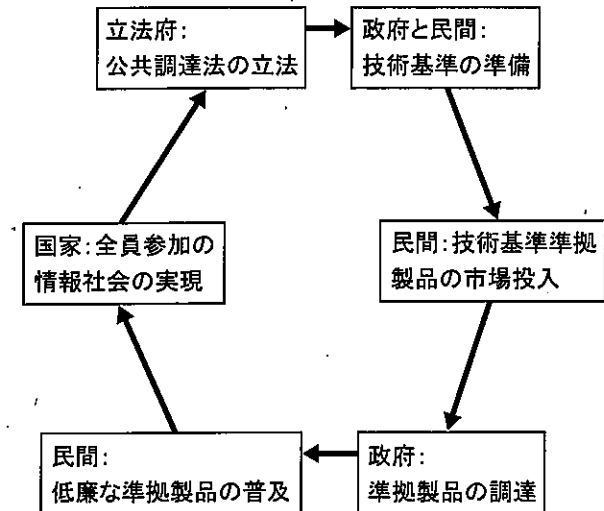 立法府:
公共調達法の立法
政府と民間:
技術基準の準備
民間:技術基準準拠
製品の市場投入
政府:
準拠製品の調達
民間:
低廉な準拠製品の普及
国家:全員参加の
情報社会の実現